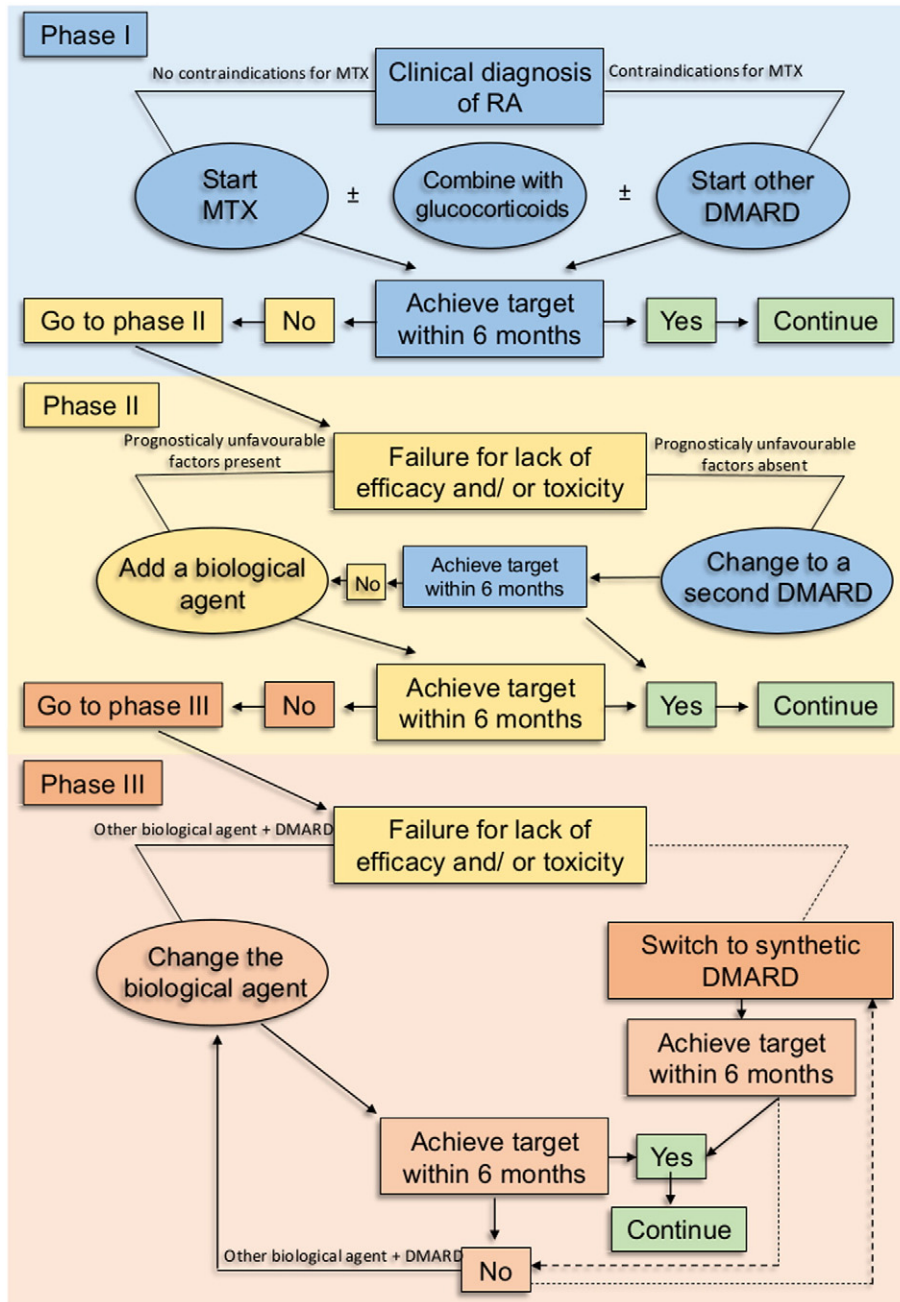 Phase I
No contraindications for MTX
Clinical diagnosis
of RA
Contraindications for MTX
Start
MTX
±
Combine with
glucocorticoids
±
Start other
DMARD
Go to phase II
No
Achieve target
within 6 months
Yes
Continue
Phase II
Prognosticaly unfavourable
factors present
Failure for lack of
efficacy and/ or toxicity
Prognosticaly unfavourable
factors absent
Add a biological
agent
No
Achieve target
within 6 months
Change to a
second DMARD
Go to phase III
No
Achieve target
within 6 months
Yes
Continue
Phase III
Other biological agent + DMARD
Failure for lack of
efficacy and/ or toxicity
Change the
biological agent
Switch to synthetic
DMARD
Achieve target
within 6 months
Achieve target
within 6 months
Yes
Continue
Other biological agent + DMARD
No